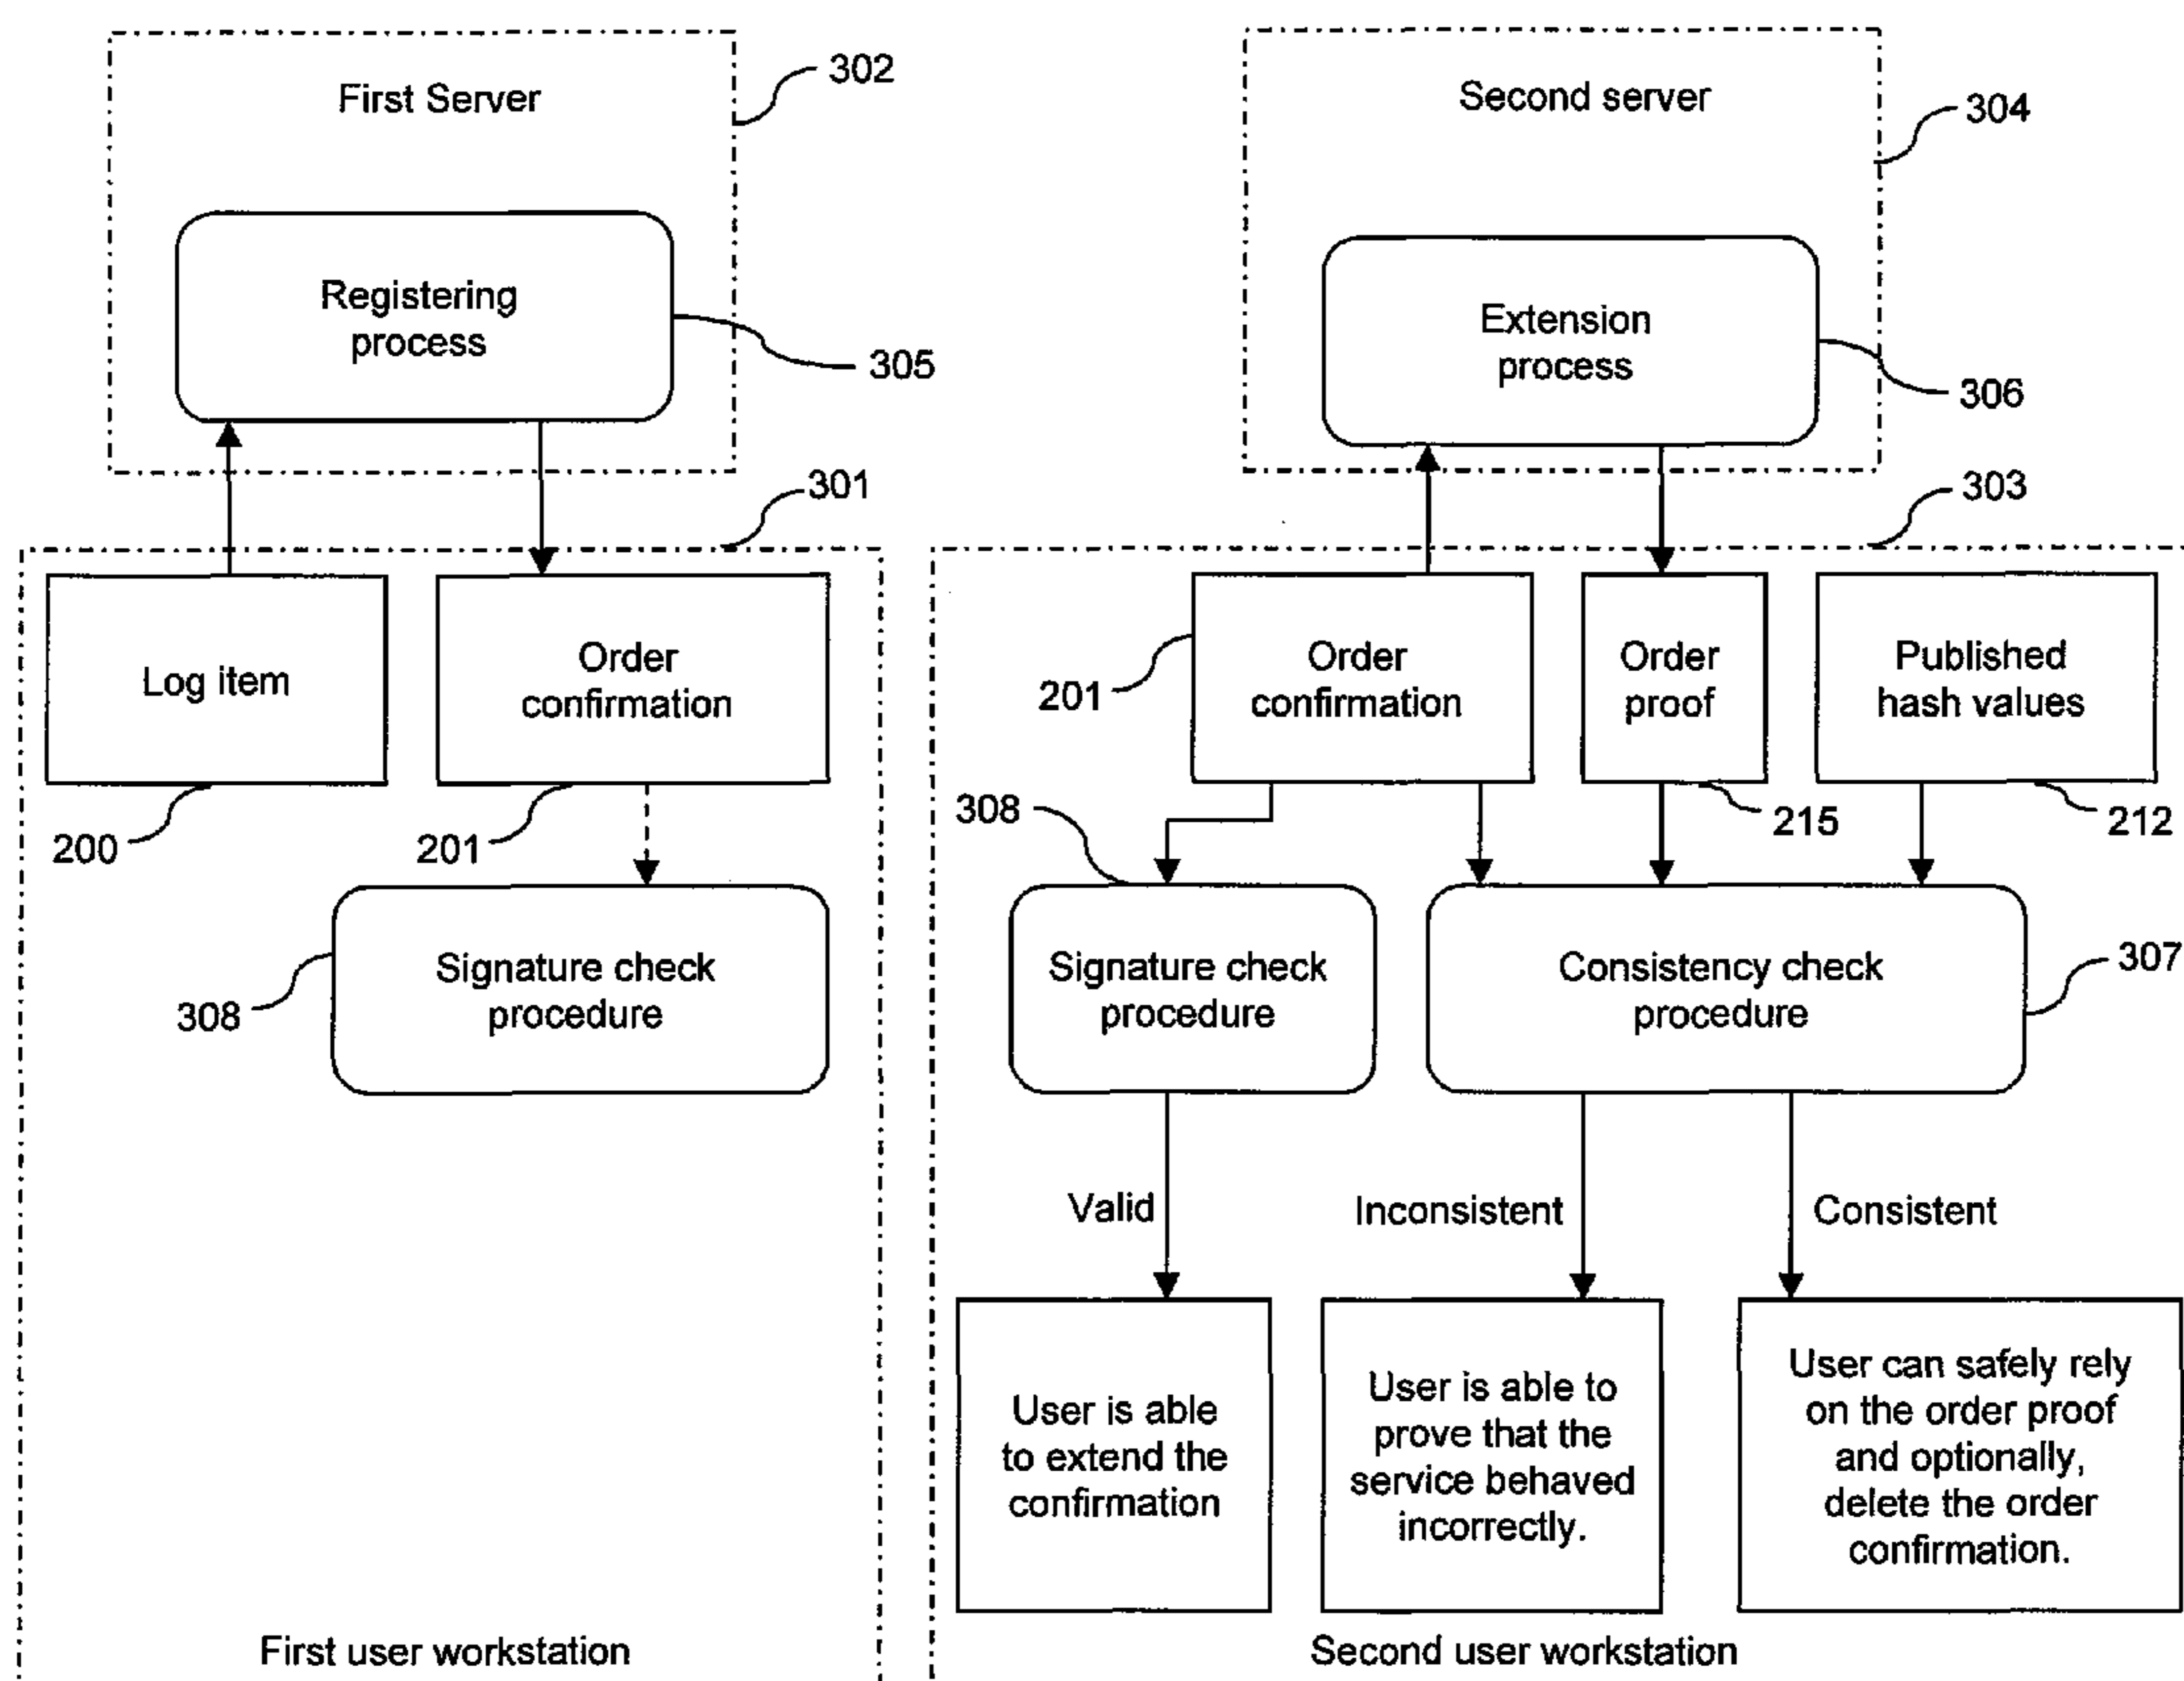 First Server
302
Registering
process
305
Second server
304
Extension
process
306
301
Log item
200
Order
confirmation
201
308
Signature check
procedure
First user workstation
303
201
Order
confirmation
Order
proof
215
Published
hash values
212
308
Signature check
procedure
Consistency check
procedure
307
Valid
Inconsistent
Consistent
User is able
to extend the
confirmation
User is able to
prove that the
service behaved
incorrectly.
User can safely rely
on the order proof
and optionally,
delete the order
confirmation.
Second user workstation